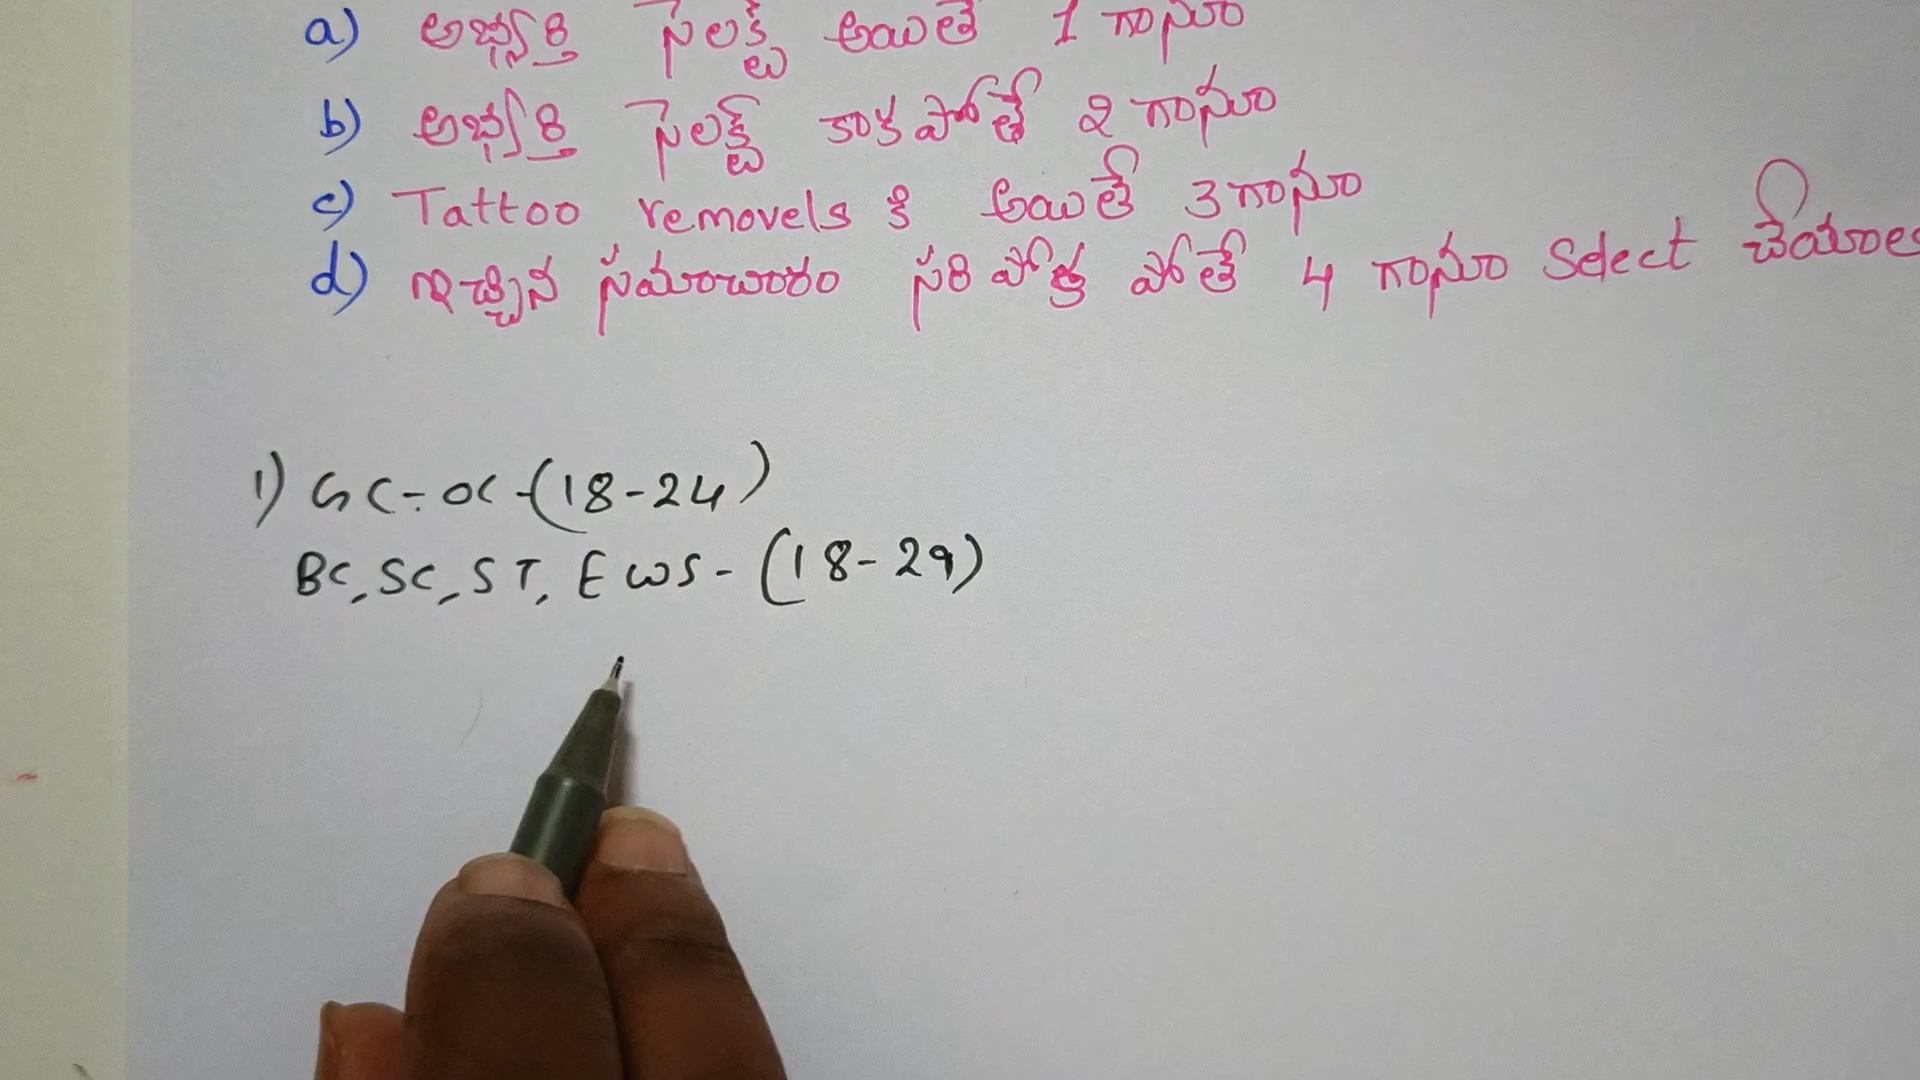 a) అభ్యర్తి సెలక్ట్ అయితే 1 గానూ
b) అభ్యర్తి సెలక్ట్ కాకపోతే 2 గానూ
c) Tattoo removels కి అయితే 3 గానూ
d) ఇచ్చిన సమాచారం సరి పోక పోతే 4 గానూ Select
1) GC - OC - (18-24)
BC, SC, ST, EWS - (18-29)